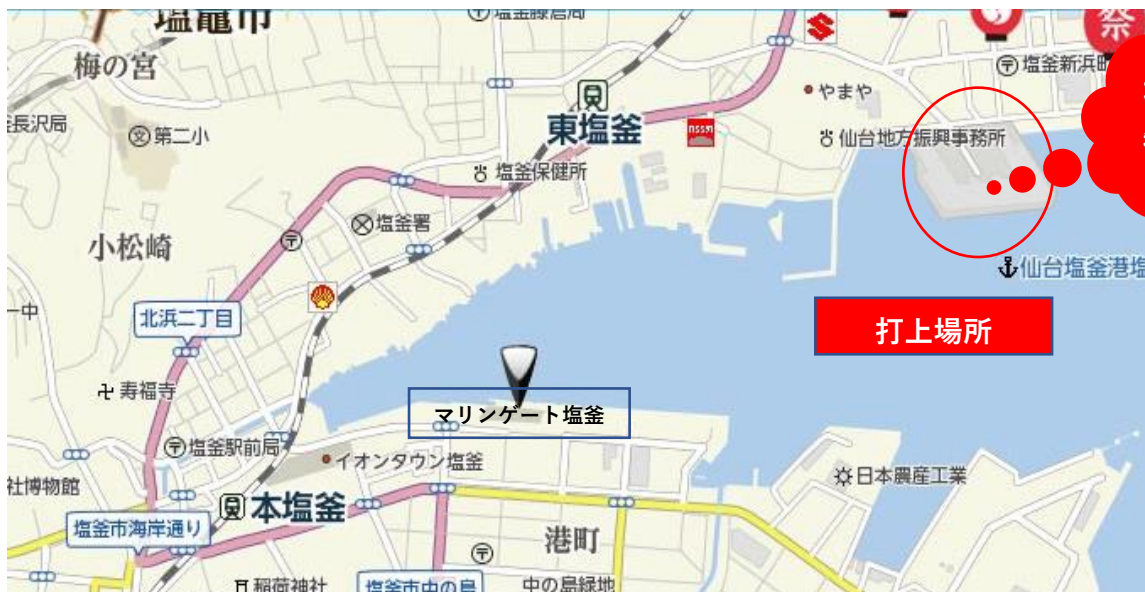 塩竈市
塩釜藤倉局
祭
梅の宮
塩釜新浜町
やまや
東塩釜
長沢局
文 第二小
仙台地方振興事務所
塩釜保健所
塩釜署
小松崎
仙台塩釜港塩
一中
北浜二丁目
打上場所
寿福寺
マリンゲート塩釜
塩釜駅前局
イオンタウン塩釜
社博物館
日本農産工業
本塩釜
塩釜市海岸通り
港町
稲荷神社
塩釜市中の島
中の島緑地